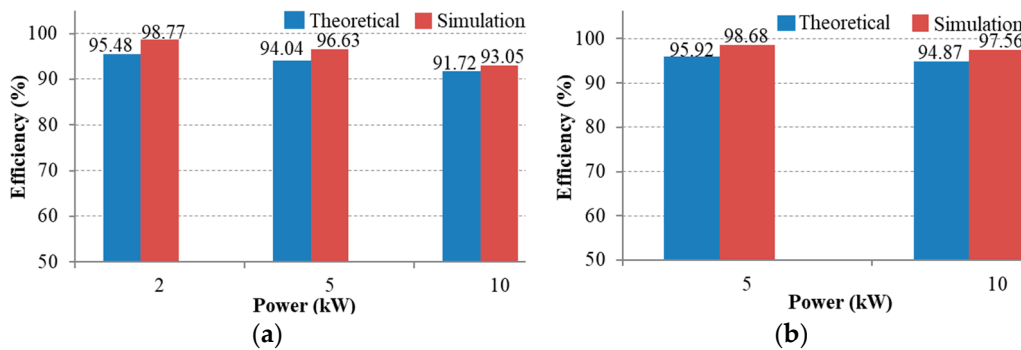 Theoretical Simulation
100
90
80
70
60
50
95.48 98.77
94.04 96.63
91.72 93.05
Efficiency (%)
2 5 10
Power (kW)
(a)
Theoretical Simulation
100
90
80
70
60
50
95.92 98.68
94.87 97.56
Efficiency (%)
5 10
Power (kW)
(b)